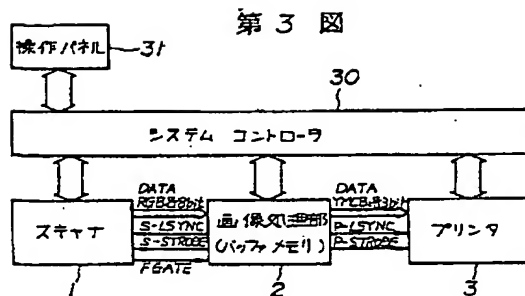 第3図
操作パネル
31
30
システム コントローラ
DATA
RGB各8bit
S-LSYNC
S-STROBE
FGATE
DATA
YMCB各3bit
P-LSYNC
P-STROBE
スキャナ
画像処理部
(バッファメモリ)
プリンタ
1
2
3